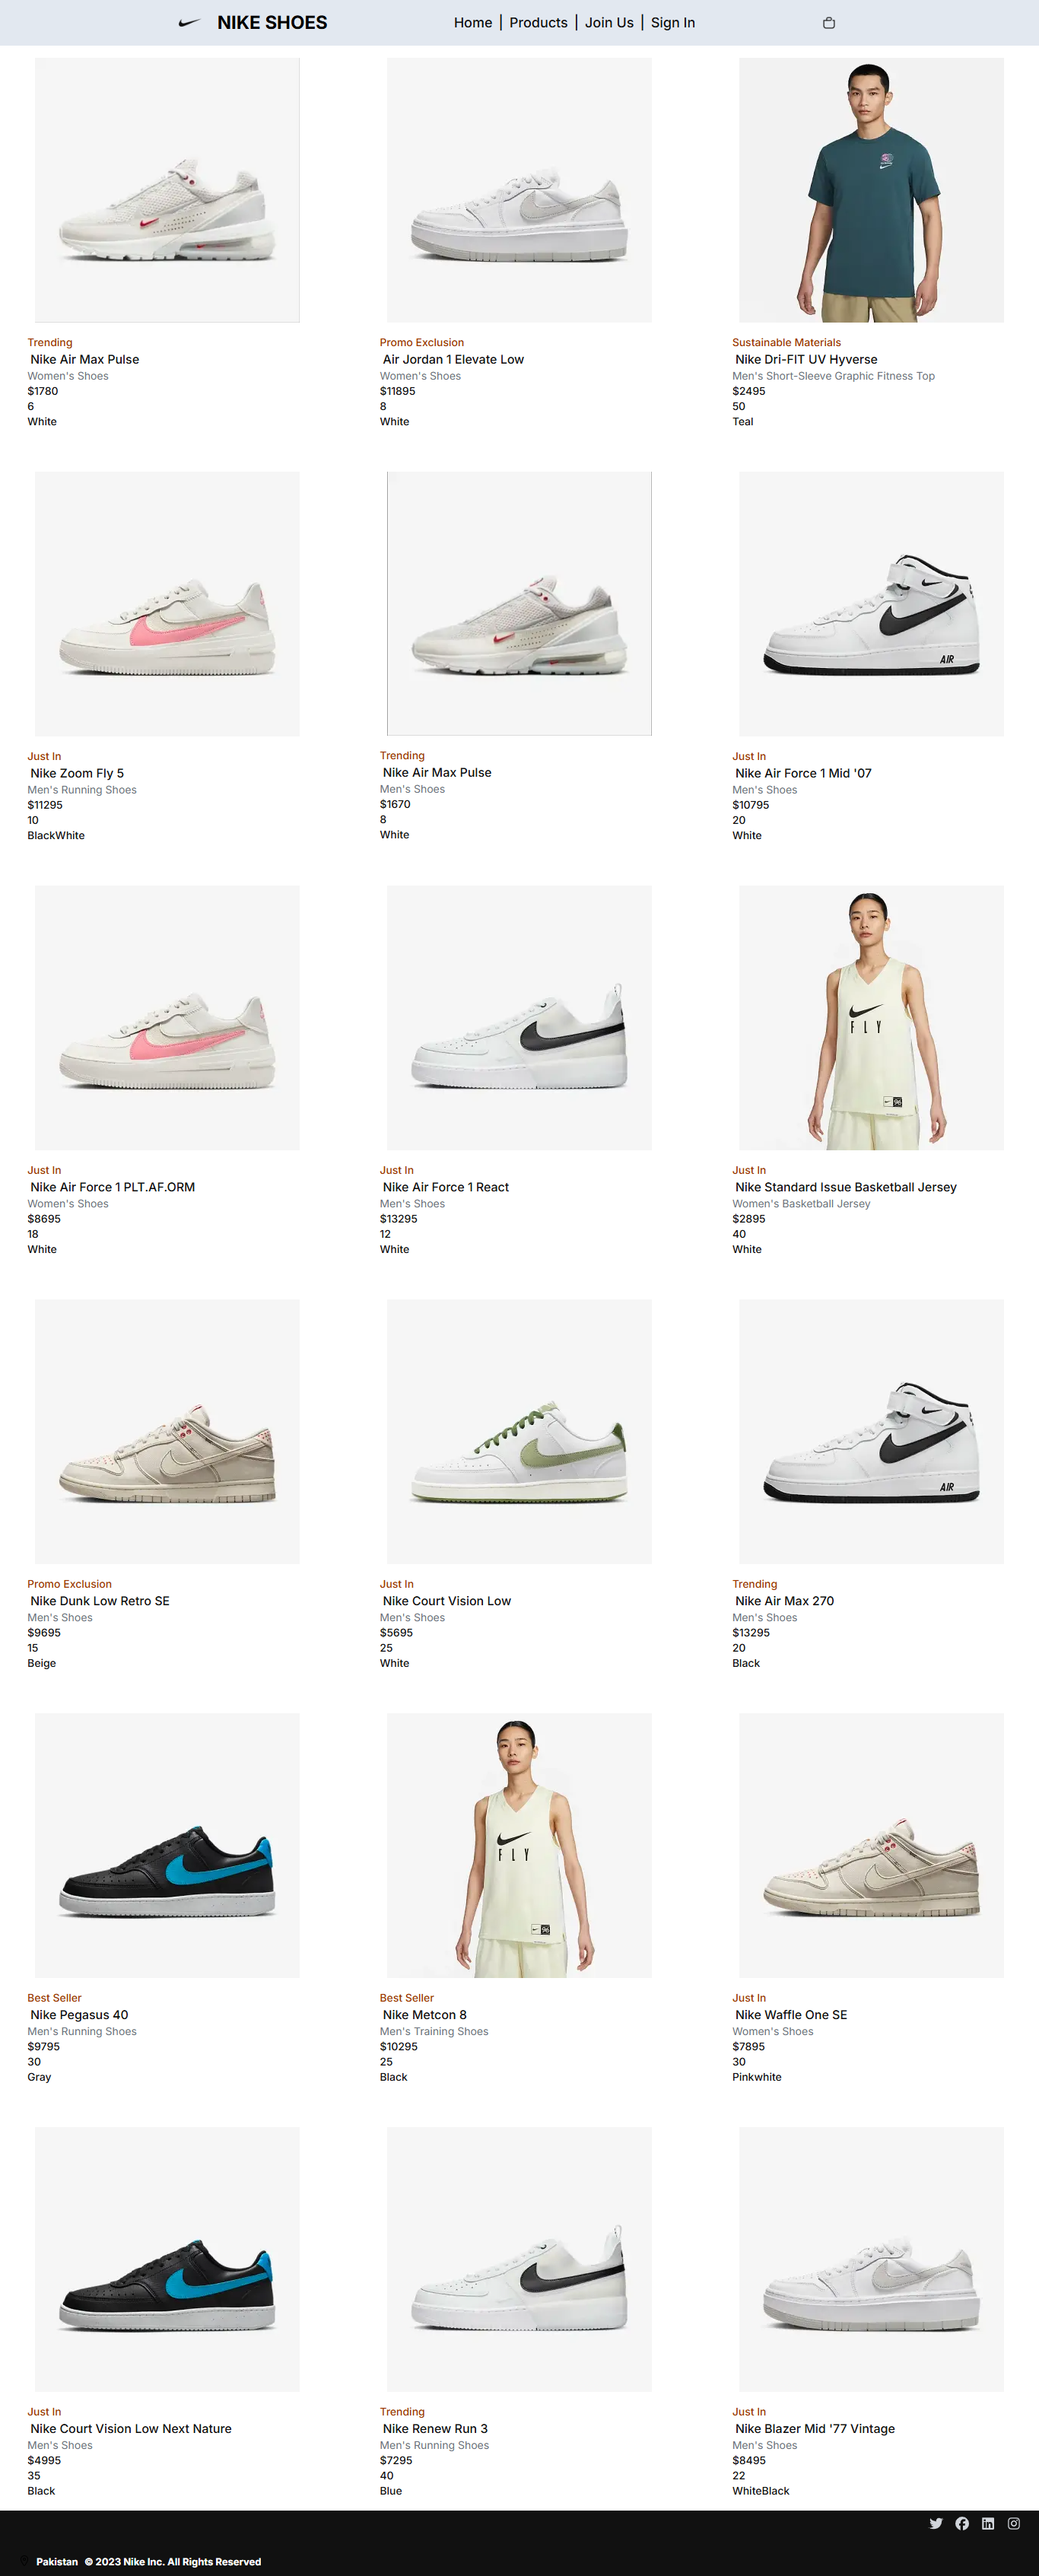 NIKE SHOES
Home | Products | Join Us | Sign In
Trending
Nike Air Max Pulse
Women's Shoes
$1780
6
White
Promo Exclusion
Air Jordan 1 Elevate Low
Women's Shoes
$11895
8
White
Sustainable Materials
Nike Dri-FIT UV Hyverse
Men's Short-Sleeve Graphic Fitness Top
$2495
50
Teal
AIR
Just In
Nike Zoom Fly 5
Men's Running Shoes
$11295
10
BlackWhite
Trending
Nike Air Max Pulse
Men's Shoes
$1670
8
White
Just In
Nike Air Force 1 Mid '07
Men's Shoes
$10795
20
White
FLY
Just In
Nike Air Force 1 PLT.AF.ORM
Women's Shoes
$8695
18
White
Just In
Nike Air Force 1 React
Men's Shoes
$13295
12
White
Just In
Nike Standard Issue Basketball Jersey
Women's Basketball Jersey
$2895
40
White
AIR
Promo Exclusion
Nike Dunk Low Retro SE
Men's Shoes
$9695
15
Beige
Just In
Nike Court Vision Low
Men's Shoes
$5695
25
White
Trending
Nike Air Max 270
Men's Shoes
$13295
20
Black
FLY
Best Seller
Nike Pegasus 40
Men's Running Shoes
$9795
30
Gray
Best Seller
Nike Metcon 8
Men's Training Shoes
$10295
25
Black
Just In
Nike Waffle One SE
Women's Shoes
$7895
30
Pinkwhite
Just In
Nike Court Vision Low Next Nature
Men's Shoes
$4995
35
Black
Trending
Nike Renew Run 3
Men's Running Shoes
$7295
40
Blue
Just In
Nike Blazer Mid '77 Vintage
Men's Shoes
$8495
22
WhiteBlack
Pakistan © 2023 Nike Inc. All Rights Reserved